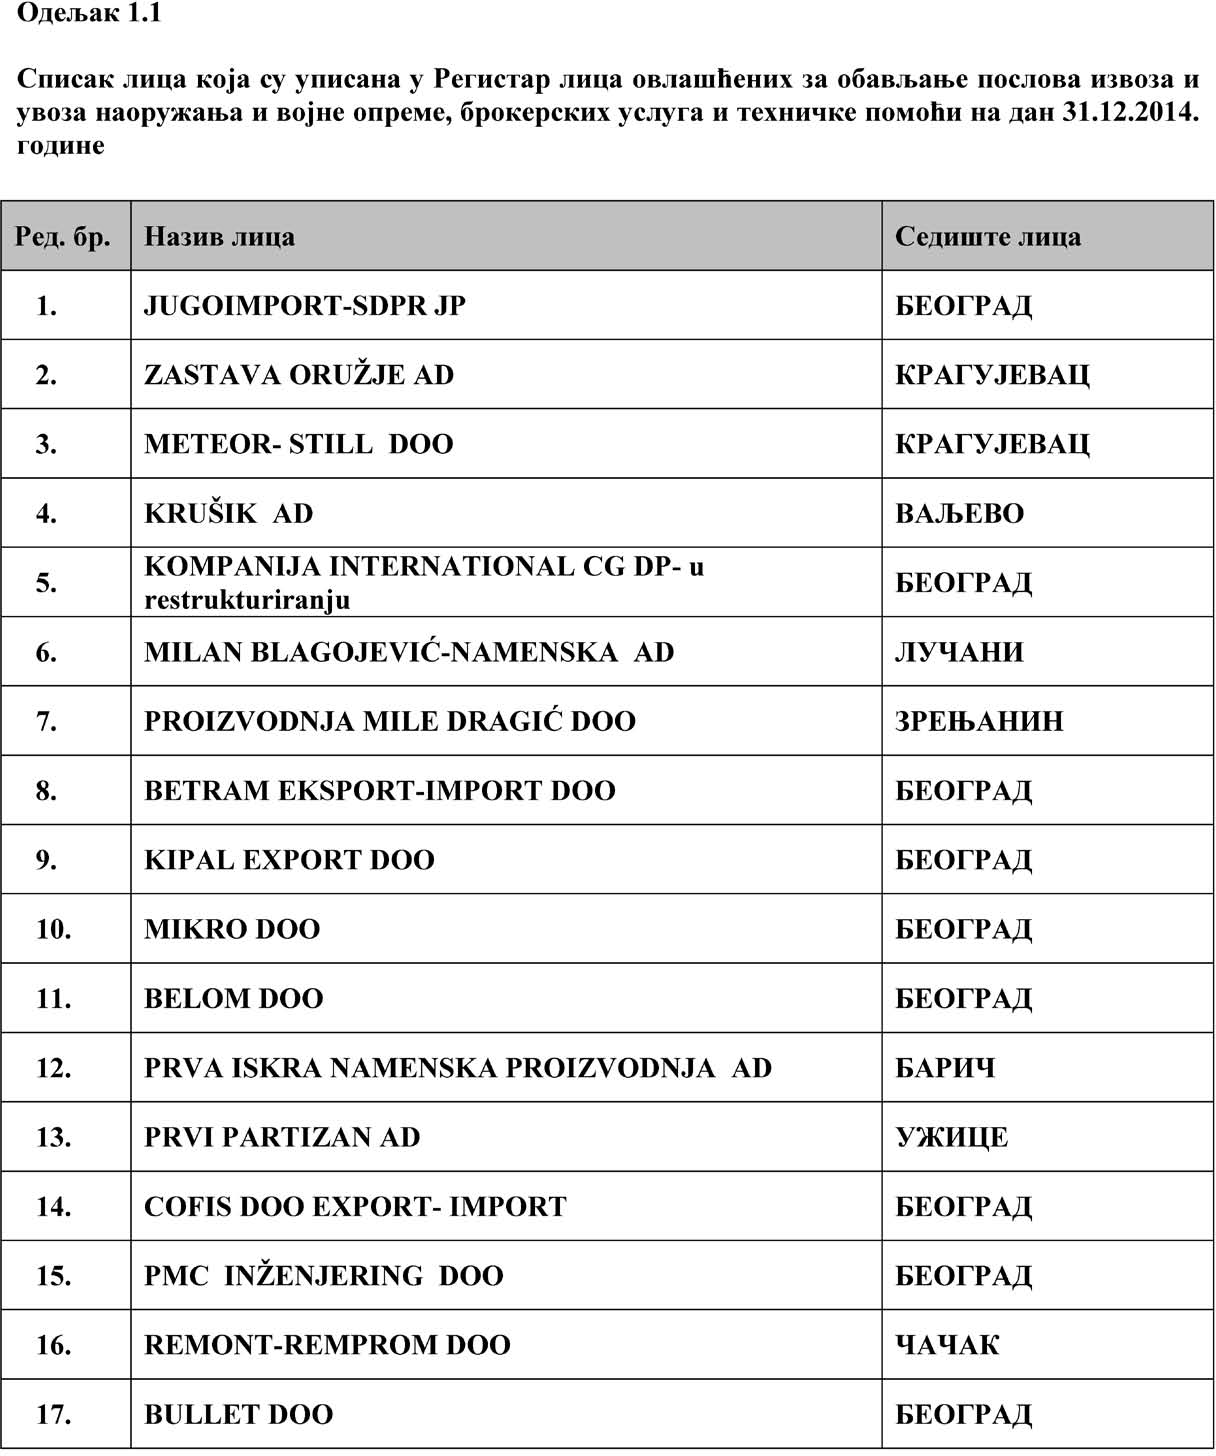 Одељак 1.1
Списак лица која су уписана у Регистар лица овлашћених за обављање послова извоза и
увоза наоружања и војне опреме, брокерских услуга и техничке помоћи на дан 31.12.2014.
године
Ред. бр. Назив лица Седиште лица
1. JUGOIMPORT-SDPR JP БЕОГРАД
2. ZASTAVA ORUŽJE AD КРАГУЈЕВАЦ
3. METEOR- STILL DOO КРАГУЈЕВАЦ
4. KRUŠIK AD ВАЉЕВО
5. KOMPANIJA INTERNATIONAL CG DP- u
restrukturiranju БЕОГРАД
6. MILAN BLAGOJEVIĆ-NAMENSKA AD ЛУЧАНИ
7. PROIZVODNJA MILE DRAGIĆ DOO ЗРЕЊАНИН
8. BETRAM EKSPORT-IMPORT DOO БЕОГРАД
9. KIPAL EXPORT DOO БЕОГРАД
10. MIKRO DOO БЕОГРАД
11. BELOM DOO БЕОГРАД
12. PRVA ISKRA NAMENSKA PROIZVODNJA AD БАРИЧ
13. PRVI PARTIZAN AD УЖИЦЕ
14. COFIS DOO EXPORT- IMPORT БЕОГРАД
15. PMC INŽENJERING DOO БЕОГРАД
16. REMONT-REMPROM DOO ЧАЧАК
17. BULLET DOO БЕОГРАД